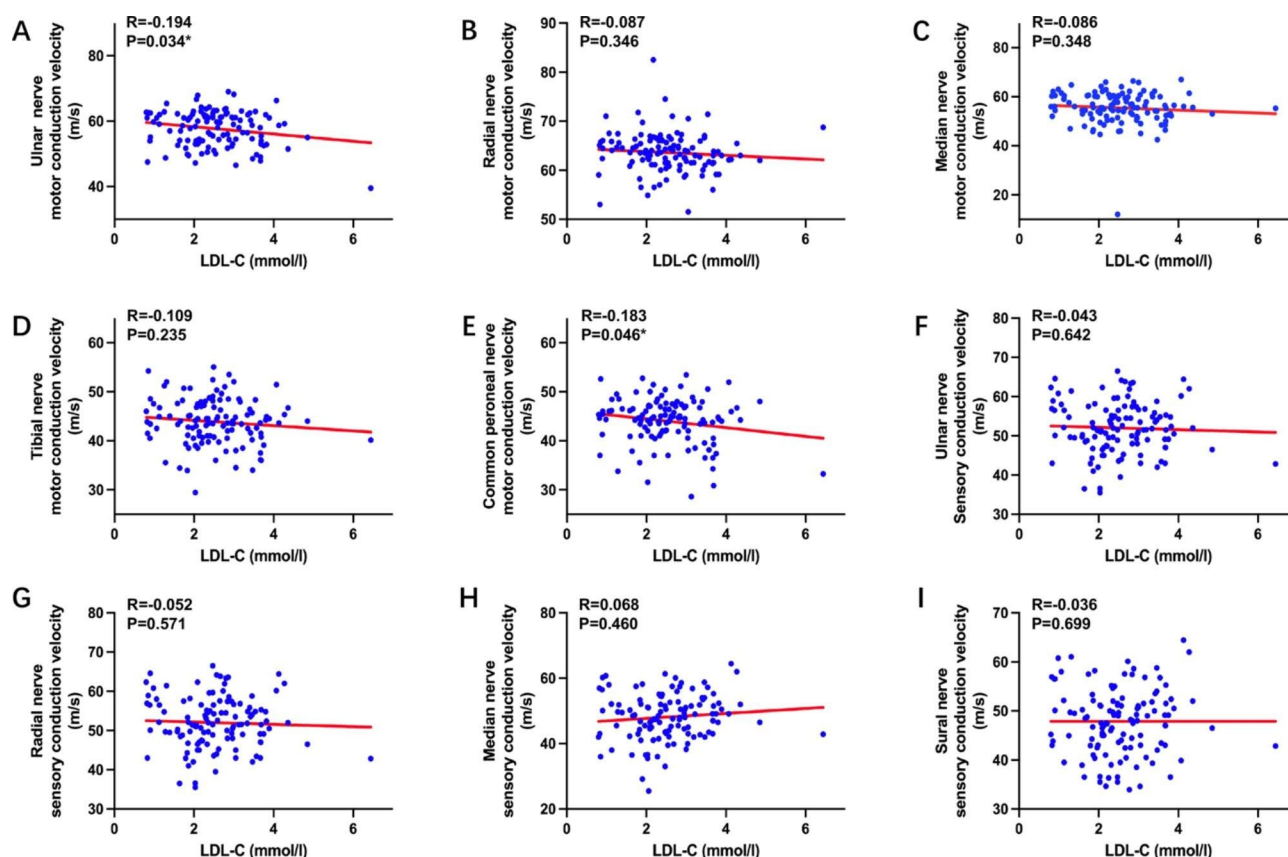 A
R=-0.194
P=0.034*
Ulnar nerve
motor conduction velocity
(m/s)
80
60
40
0
2
4
6
LDL-C (mmol/l)
B
R=-0.087
P=0.346
Radial nerve
motor conduction velocity
(m/s)
90
80
70
60
50
0
2
4
6
LDL-C (mmol/l)
C
R=-0.086
P=0.348
Median nerve
motor conduction velocity
(m/s)
80
60
40
20
0
2
4
6
LDL-C (mmol/l)
D
R=-0.109
P=0.235
Tibial nerve
motor conduction velocity
(m/s)
60
50
40
30
0
2
4
6
LDL-C (mmol/l)
E
R=-0.183
P=0.046*
Common peroneal nerve
motor conduction velocity
(m/s)
60
50
40
30
0
2
4
6
LDL-C (mmol/l)
F
R=-0.043
P=0.642
Ulnar nerve
Sensory conduction velocity
(m/s)
80
70
60
50
40
30
0
2
4
6
LDL-C (mmol/l)
G
R=-0.052
P=0.571
Radial nerve
sensory conduction velocity
(m/s)
80
70
60
50
40
30
0
2
4
6
LDL-C (mmol/l)
H
R=0.068
P=0.460
Median nerve
sensory conduction velocity
(m/s)
80
60
40
20
0
2
4
6
LDL-C (mmol/l)
I
R=-0.036
P=0.699
Sural nerve
sensory conduction velocity
(m/s)
70
60
50
40
30
0
2
4
6
LDL-C (mmol/l)